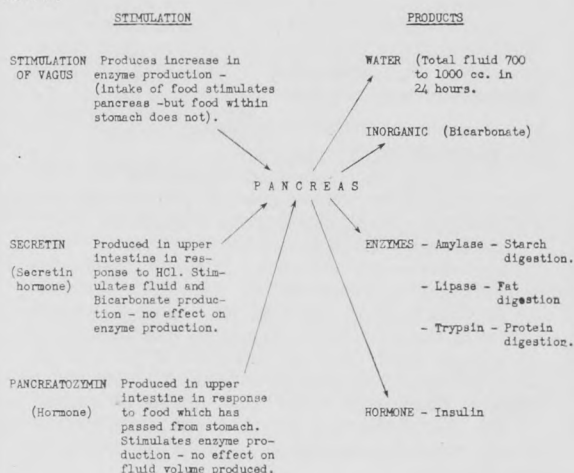 STIMULATION
PRODUCTS
STIMULATION OF VAGUS
Produces increase in
enzyme production -
(intake of food stimulates
pancreas -but food within
stomach does not).
WATER (Total fluid 700
to 1000 cc. in
24 hours.
INORGANIC (Bicarbonate)
P A N C R E A S
SECRETIN
(Secretin
hormone)
Produced in upper
intestine in res-
ponse to HCl. Stim-
ulates fluid and
Bicarbonate produc-
tion - no effect on
enzyme production.
ENZYMES - Amylase - Starch
digestion.
- Lipase - Fat
digestion
- Trypsin - Protein
digestion.
PANCREATOZYMIN
(Hormone)
Produced in upper
intestine in response
to food which has
passed from stomach.
Stimulates enzyme pro-
duction - no effect on
fluid volume produced.
HORMONE - Insulin